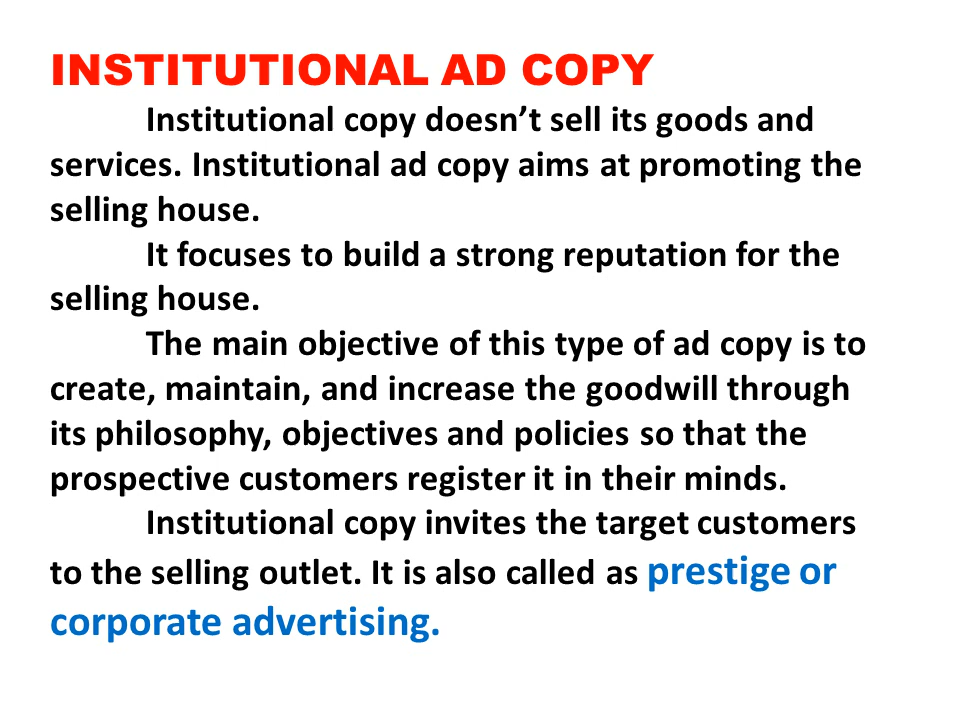 INSTITUTIONAL AD COPY
Institutional copy doesn’t sell its goods and
services. Institutional ad copy aims at promoting the
selling house.
It focuses to build a strong reputation for the
selling house.
The main objective of this type of ad copy is to
create, maintain, and increase the goodwill through
its philosophy, objectives and policies so that the
prospective customers register it in their minds.
Institutional copy invites the target customers
to the selling outlet. It is also called as prestige or
corporate advertising.